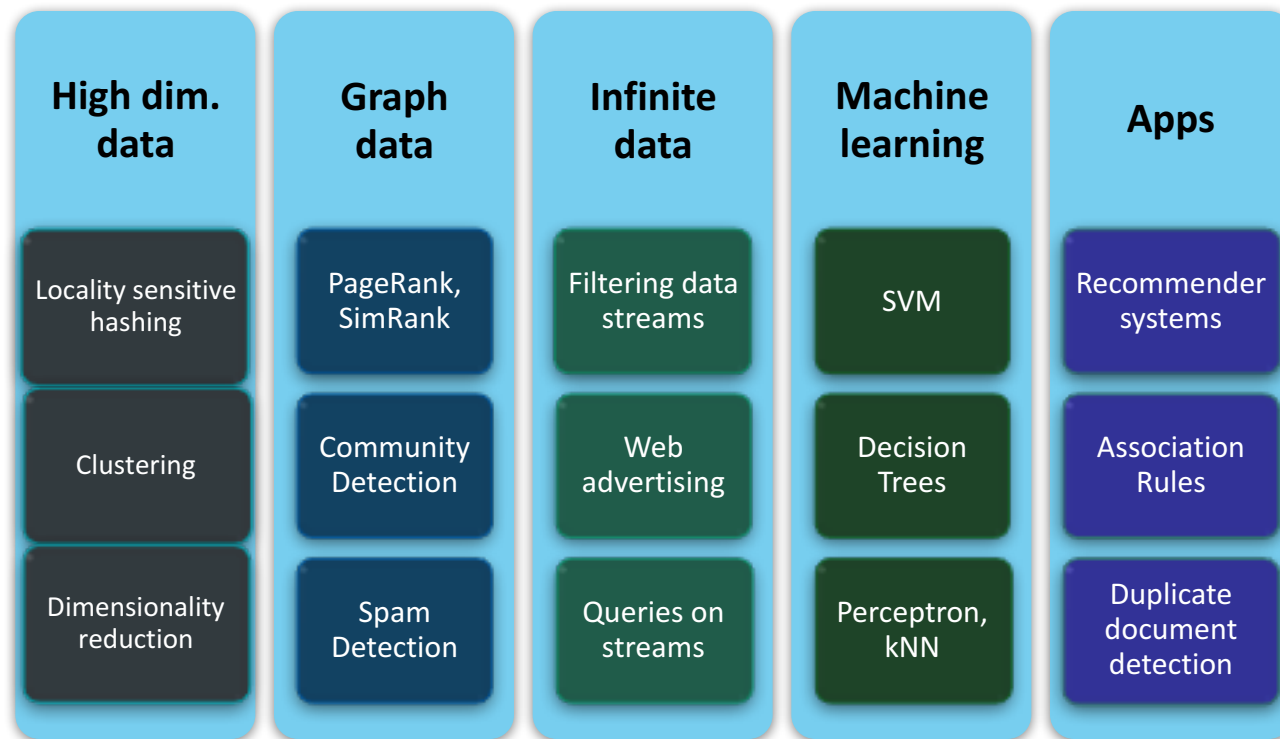 High dim.
data
Locality sensitive
hashing
Clustering
Dimensionality
reduction
Graph
data
PageRank,
SimRank
Community
Detection
Spam
Detection
Infinite
data
Filtering data
streams
Web
advertising
Queries on
streams
Machine
learning
SVM
Decision
Trees
Perceptron,
kNN
Apps
Recommender
systems
Association
Rules
Duplicate
document
detection